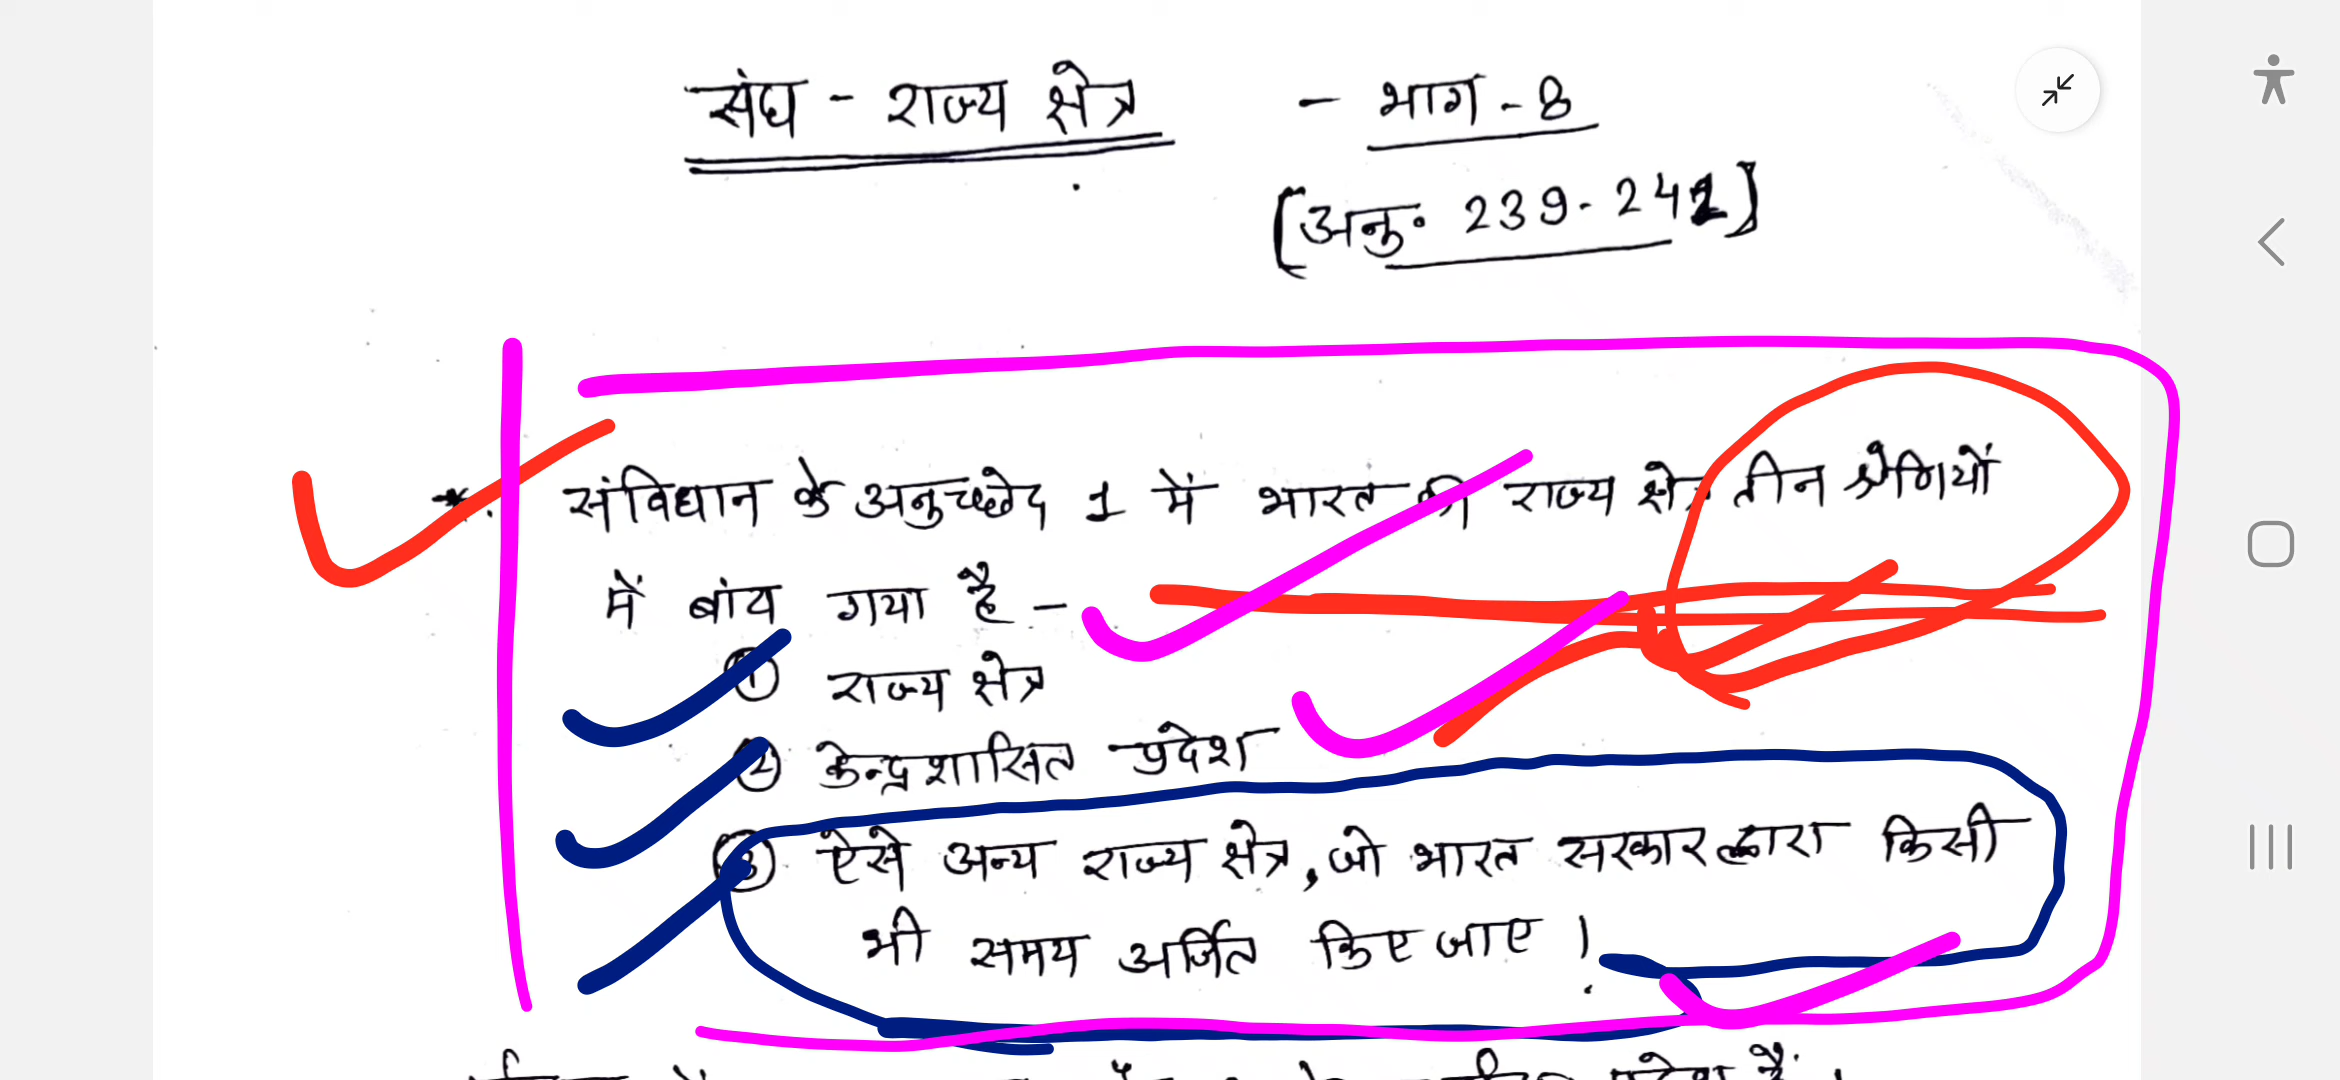 संघ - राज्य क्षेत्र - भाग - 8
[अनु॰ 239-242]
* संविधान के अनुच्छेद 1 में भारत की राज्य क्षेत्र तीन श्रेणियों
में बांय गया है -
① राज्य क्षेत्र
② केन्द्रशासित प्रदेश
③ ऐसे अन्य राज्य क्षेत्र, जो भारत सरकार द्वारा किसी
भी समय अर्जित किए जाए ।